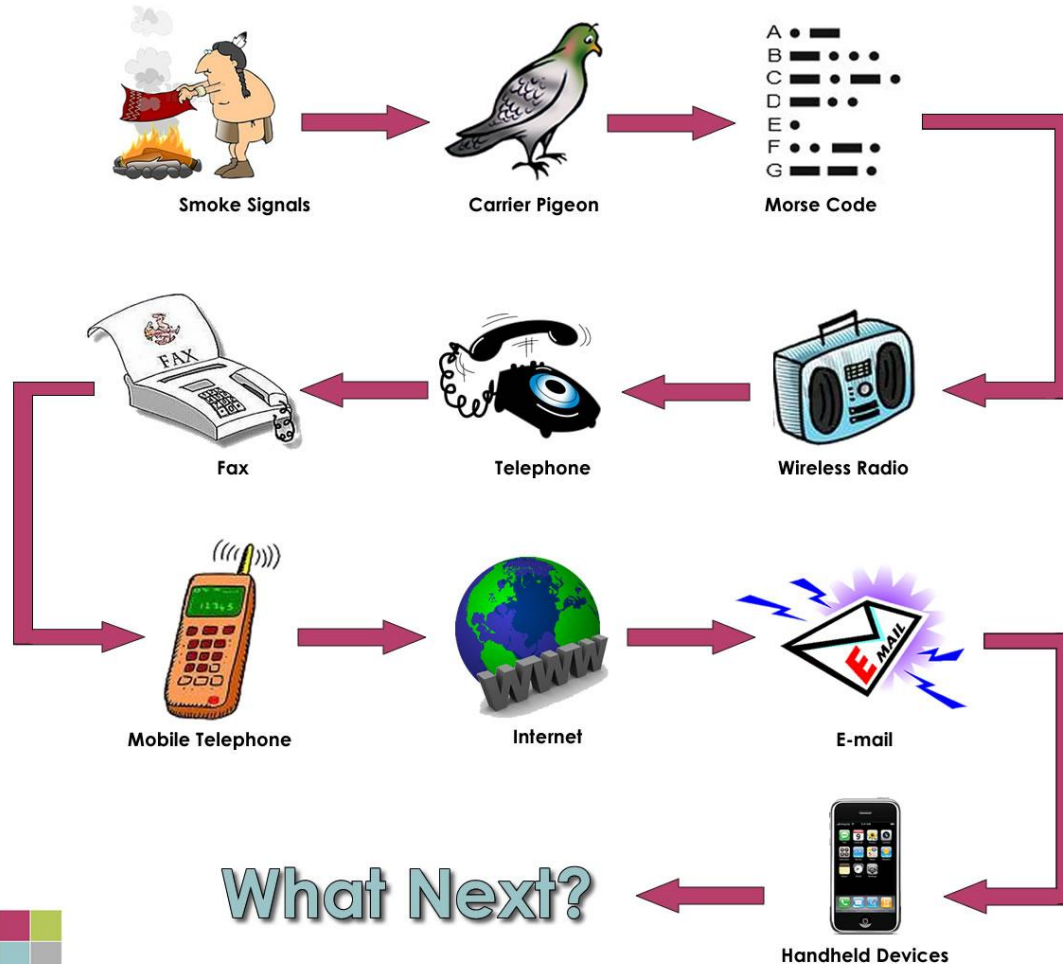 A
B
C
D
E
F
G
Smoke Signals
Carrier Pigeon
Morse Code
FAX
Fax
Telephone
Wireless Radio
12345
WWW
E MAIL
Mobile Telephone
Internet
E-mail
What Next?
Handheld Devices